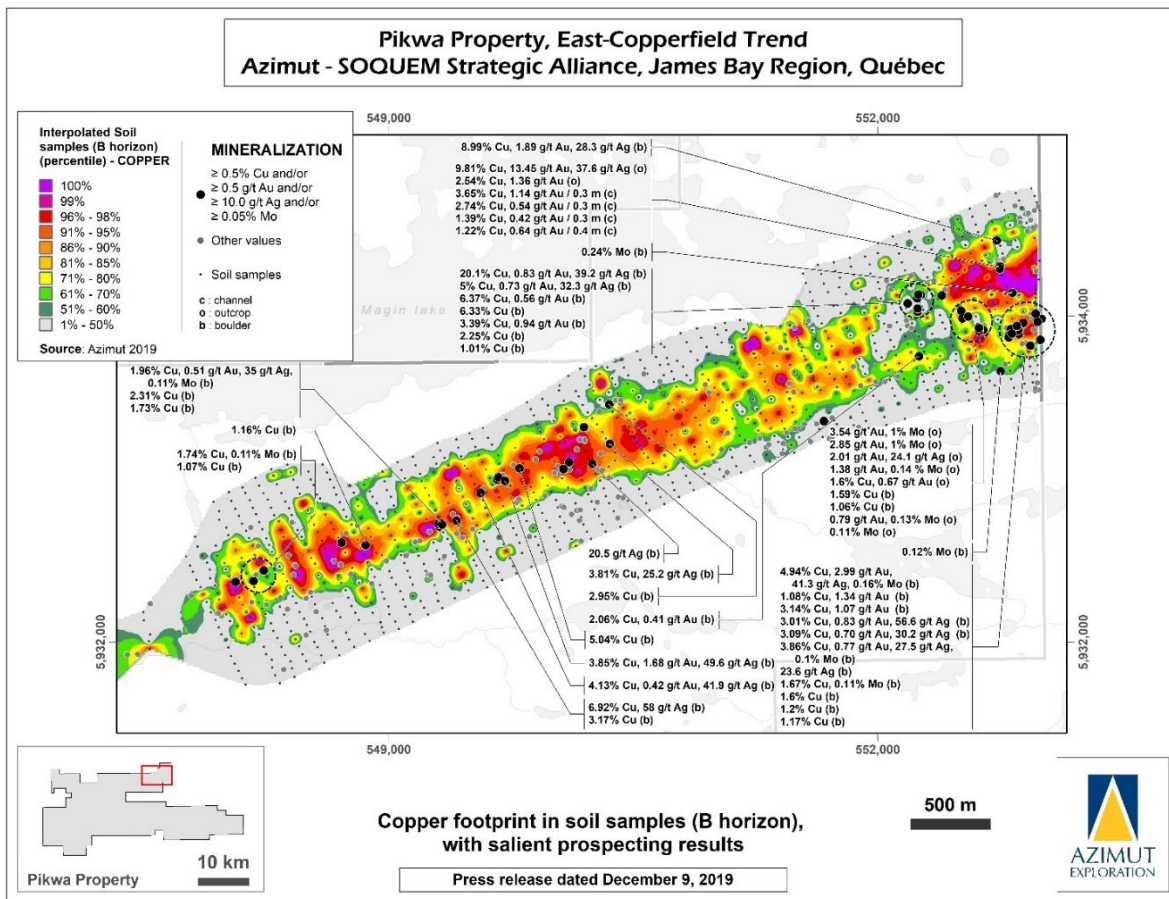 Pikwa Property, East-Copperfield Trend
Azimut - SOQUEM Strategic Alliance, James Bay Region, Québec
549,000
552,000
Interpolated Soil
samples (B horizon)
(percentile) - COPPER
100%
99%
96% - 98%
91% - 95%
86% - 90%
81% - 85%
71% - 80%
61% - 70%
51% - 60%
1% - 50%
Source: Azimut 2019
MINERALIZATION
≥ 0.5% Cu and/or
≥ 0.5 g/t Au and/or
≥ 10.0 g/t Ag and/or
≥ 0.05% Mo
Other values
Soil samples
c : channel
o : outcrop
b : boulder
8.99% Cu, 1.89 g/t Au, 28.3 g/t Ag (b)
9.81% Cu, 13.45 g/t Au, 37.6 g/t Ag (o)
2.54% Cu, 1.36 g/t Au (o)
3.65% Cu, 1.14 g/t Au / 0.3 m (c)
2.74% Cu, 0.54 g/t Au / 0.3 m (c)
1.39% Cu, 0.42 g/t Au / 0.3 m (c)
1.22% Cu, 0.64 g/t Au / 0.4 m (c)
0.24% Mo (b)
20.1% Cu, 0.83 g/t Au, 39.2 g/t Ag (b)
5% Cu, 0.73 g/t Au, 32.3 g/t Ag (b)
6.37% Cu, 0.56 g/t Au (b)
6.33% Cu (b)
3.39% Cu, 0.94 g/t Au (b)
2.25% Cu (b)
1.01% Cu (b)
Magin lake
5,934,000
5,934,000
1.96% Cu, 0.51 g/t Au, 35 g/t Ag,
0.11% Mo (b)
2.31% Cu (b)
1.73% Cu (b)
1.16% Cu (b)
1.74% Cu, 0.11% Mo (b)
1.07% Cu (b)
3.54 g/t Au, 1% Mo (o)
2.85 g/t Au, 1% Mo (o)
2.01 g/t Au, 24.1 g/t Ag (o)
1.38 g/t Au, 0.14 % Mo (o)
1.6% Cu, 0.67 g/t Au (o)
1.59% Cu (b)
1.06% Cu (b)
0.79 g/t Au, 0.13% Mo (o)
0.11% Mo (o)
0.12% Mo (b)
20.5 g/t Ag (b)
3.81% Cu, 25.2 g/t Ag (b)
2.95% Cu (b)
2.06% Cu, 0.41 g/t Au (b)
5.04% Cu (b)
3.85% Cu, 1.68 g/t Au, 49.6 g/t Ag (b)
4.13% Cu, 0.42 g/t Au, 41.9 g/t Ag (b)
6.92% Cu, 58 g/t Ag (b)
3.17% Cu (b)
4.94% Cu, 2.99 g/t Au,
41.3 g/t Ag, 0.16% Mo (b)
1.08% Cu, 1.34 g/t Au (b)
3.14% Cu, 1.07 g/t Au (b)
3.01% Cu, 0.83 g/t Au, 56.6 g/t Ag (b)
3.09% Cu, 0.70 g/t Au, 30.2 g/t Ag (b)
3.86% Cu, 0.77 g/t Au, 27.5 g/t Ag,
0.1% Mo (b)
23.6 g/t Ag (b)
1.67% Cu, 0.11% Mo (b)
1.6% Cu (b)
1.2% Cu (b)
1.17% Cu (b)
5,932,000
5,932,000
549,000
552,000
10 km
Pikwa Property
Copper footprint in soil samples (B horizon),
with salient prospecting results
Press release dated December 9, 2019
500 m
AZIMUT
EXPLORATION